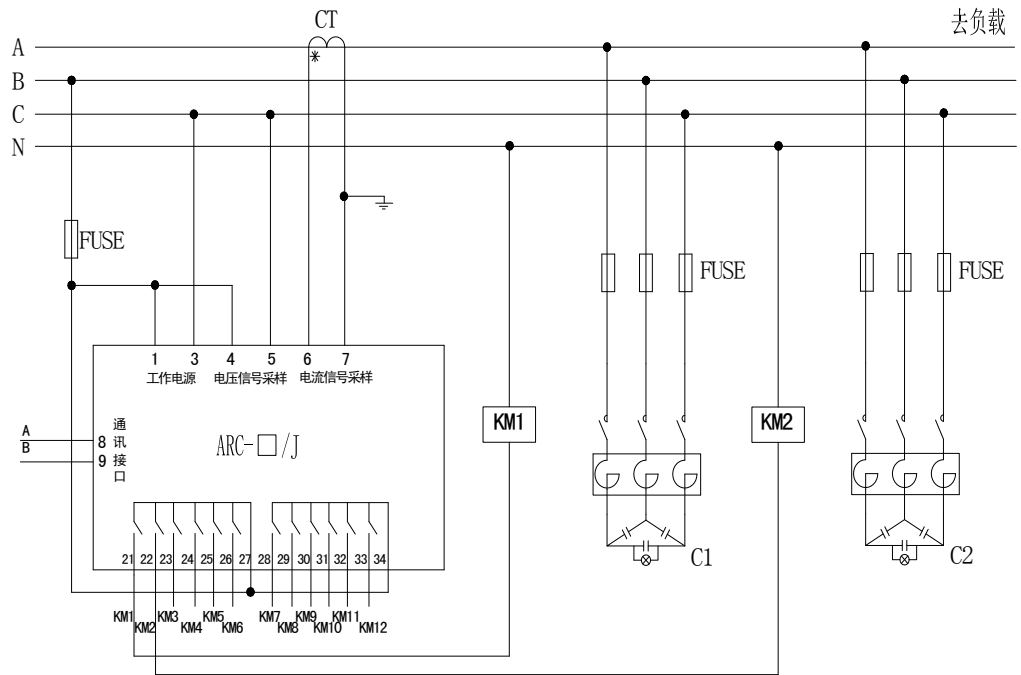 CT
去负载
A
B
C
N
FUSE
FUSE
FUSE
1 3 4 5 6 7
工作电源 电压信号采样 电流信号采样
KM1
KM2
A
B
8
9
通讯接口
ARC-□/J
21 22 23 24 25 26 27 28 29 30 31 32 33 34
C1
C2
KM1 KM3 KM5 KM7 KM9 KM11
KM2 KM4 KM6 KM8 KM10 KM12